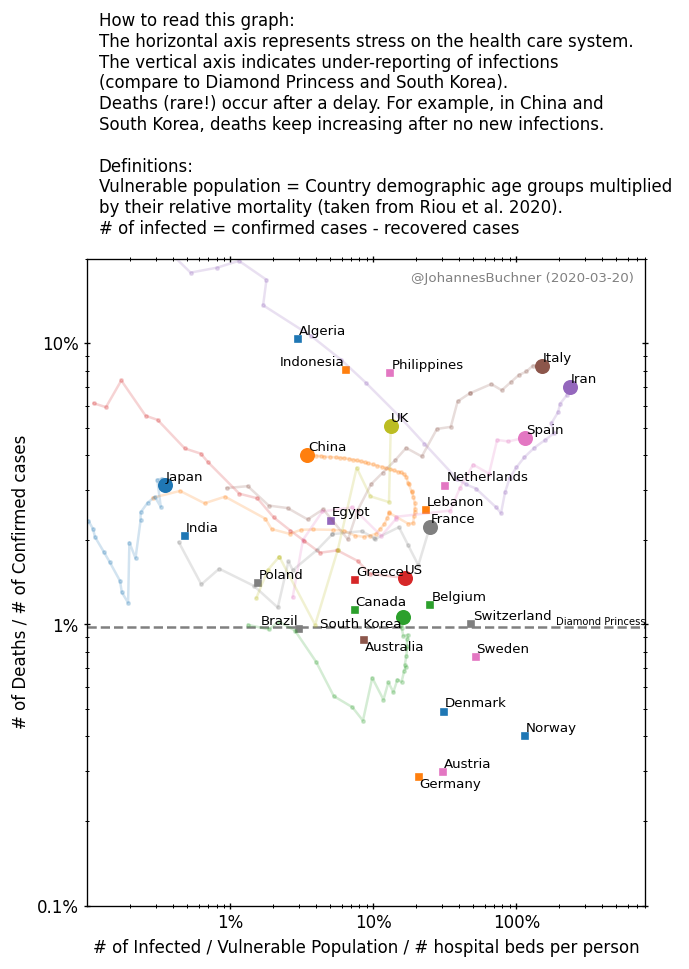 How to read this graph:
The horizontal axis represents stress on the health care system.
The vertical axis indicates under-reporting of infections
(compare to Diamond Princess and South Korea).
Deaths (rare!) occur after a delay. For example, in China and
South Korea, deaths keep increasing after no new infections.
Definitions:
Vulnerable population = Country demographic age groups multiplied
by their relative mortality (taken from Riou et al. 2020).
# of infected = confirmed cases - recovered cases
@JohannesBuchner (2020-03-20)
Algeria
10%
Indonesia
Philippines
Italy
Iran
UK
Spain
China
Japan
Netherlands
Lebanon
Egypt
France
India
Poland
Greece
US
Canada
Belgium
Brazil
South Korea
Switzerland
Diamond Princess
1%
Australia
Sweden
Denmark
Norway
Austria
Germany
0.1%
1%
10%
100%
# of Deaths / # of Confirmed cases
# of Infected / Vulnerable Population / # hospital beds per person